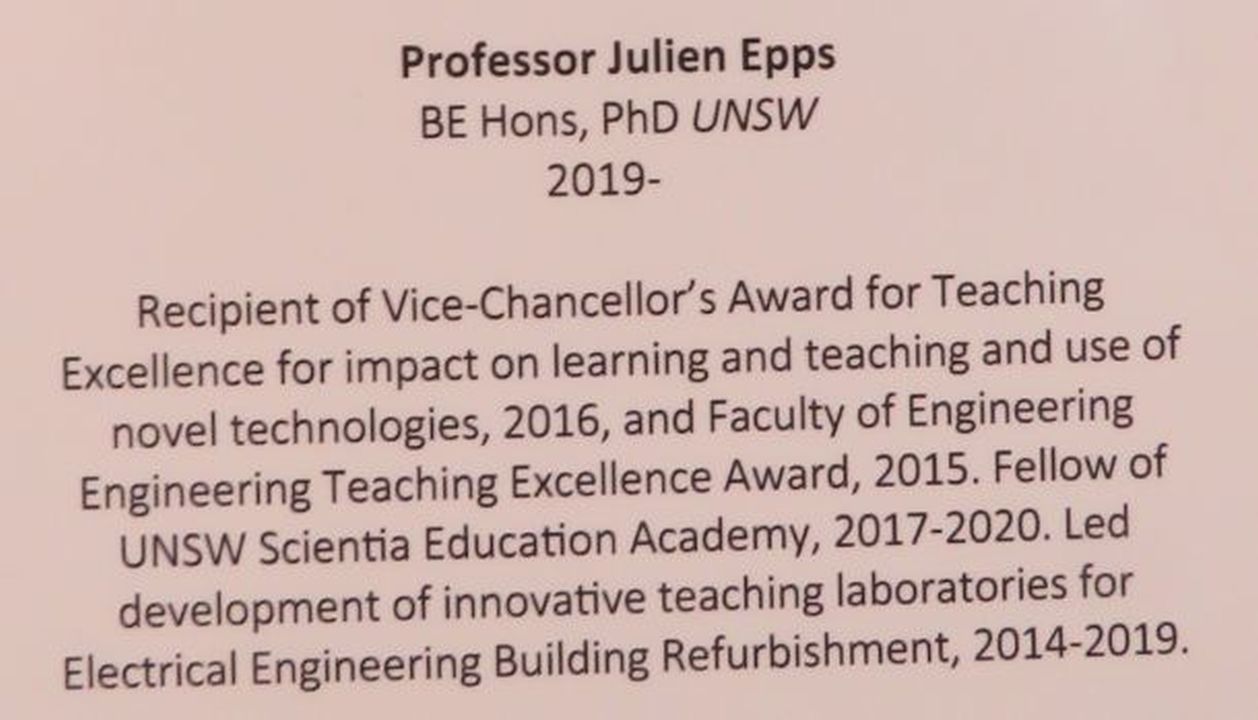 Professor Julien Epps
BE Hons, PhD UNSW
2019-
Recipient of Vice-Chancellor’s Award for Teaching
Excellence for impact on learning and teaching and use of
novel technologies, 2016, and Faculty of Engineering
Engineering Teaching Excellence Award, 2015. Fellow of
UNSW Scientia Education Academy, 2017-2020. Led
development of innovative teaching laboratories for
Electrical Engineering Building Refurbishment, 2014-2019.